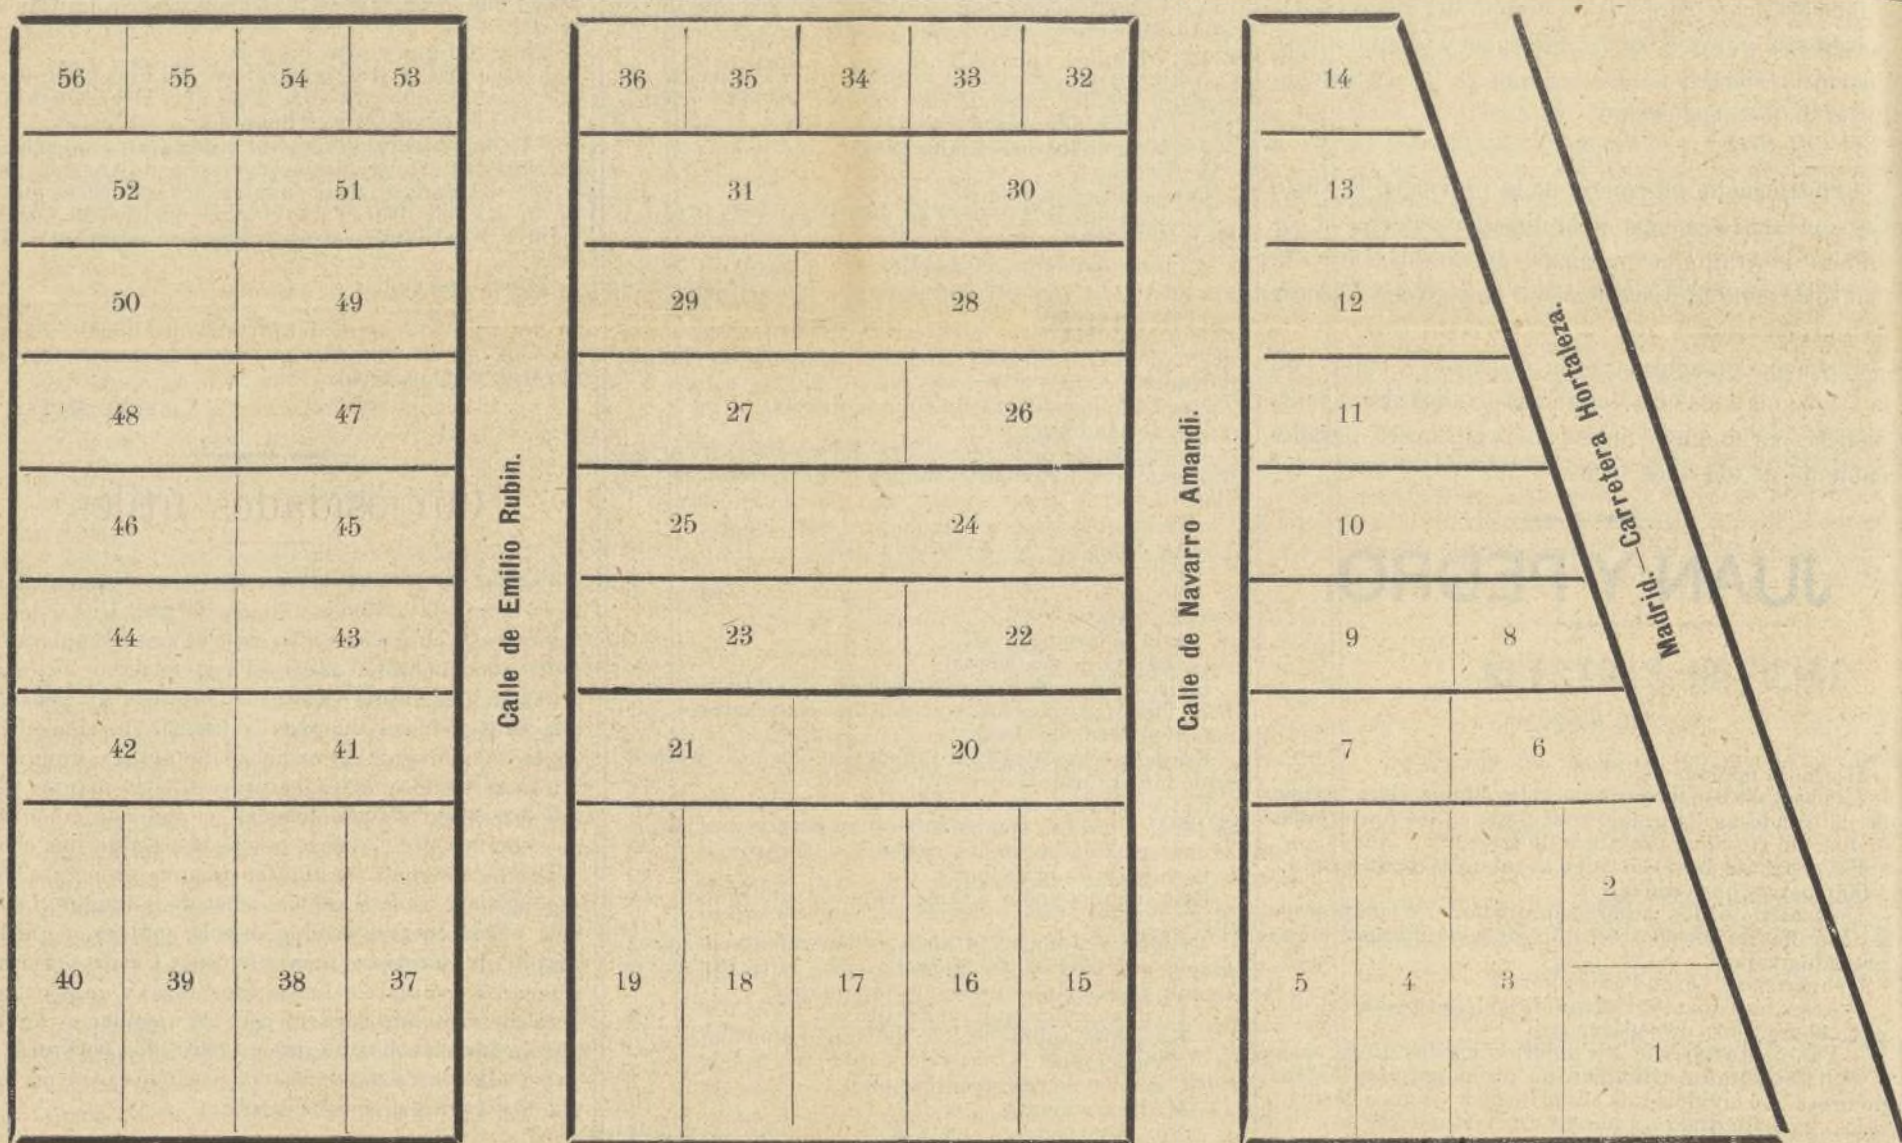 56 55 54 53
52 51
50 49
48 47
46 45
44 43
42 41
40 39 38 37
Calle de Emilio Rubin.
36 35 34 33 32
31 30
29 28
27 26
25 24
23 22
21 20
19 18 17 16 15
Calle de Navarro Amandi.
14
13
12
11
10
9 8
7 6
2
5 4 3
1
Madrid.—Carretera Hortaleza.
JUAN Y PEDRO.